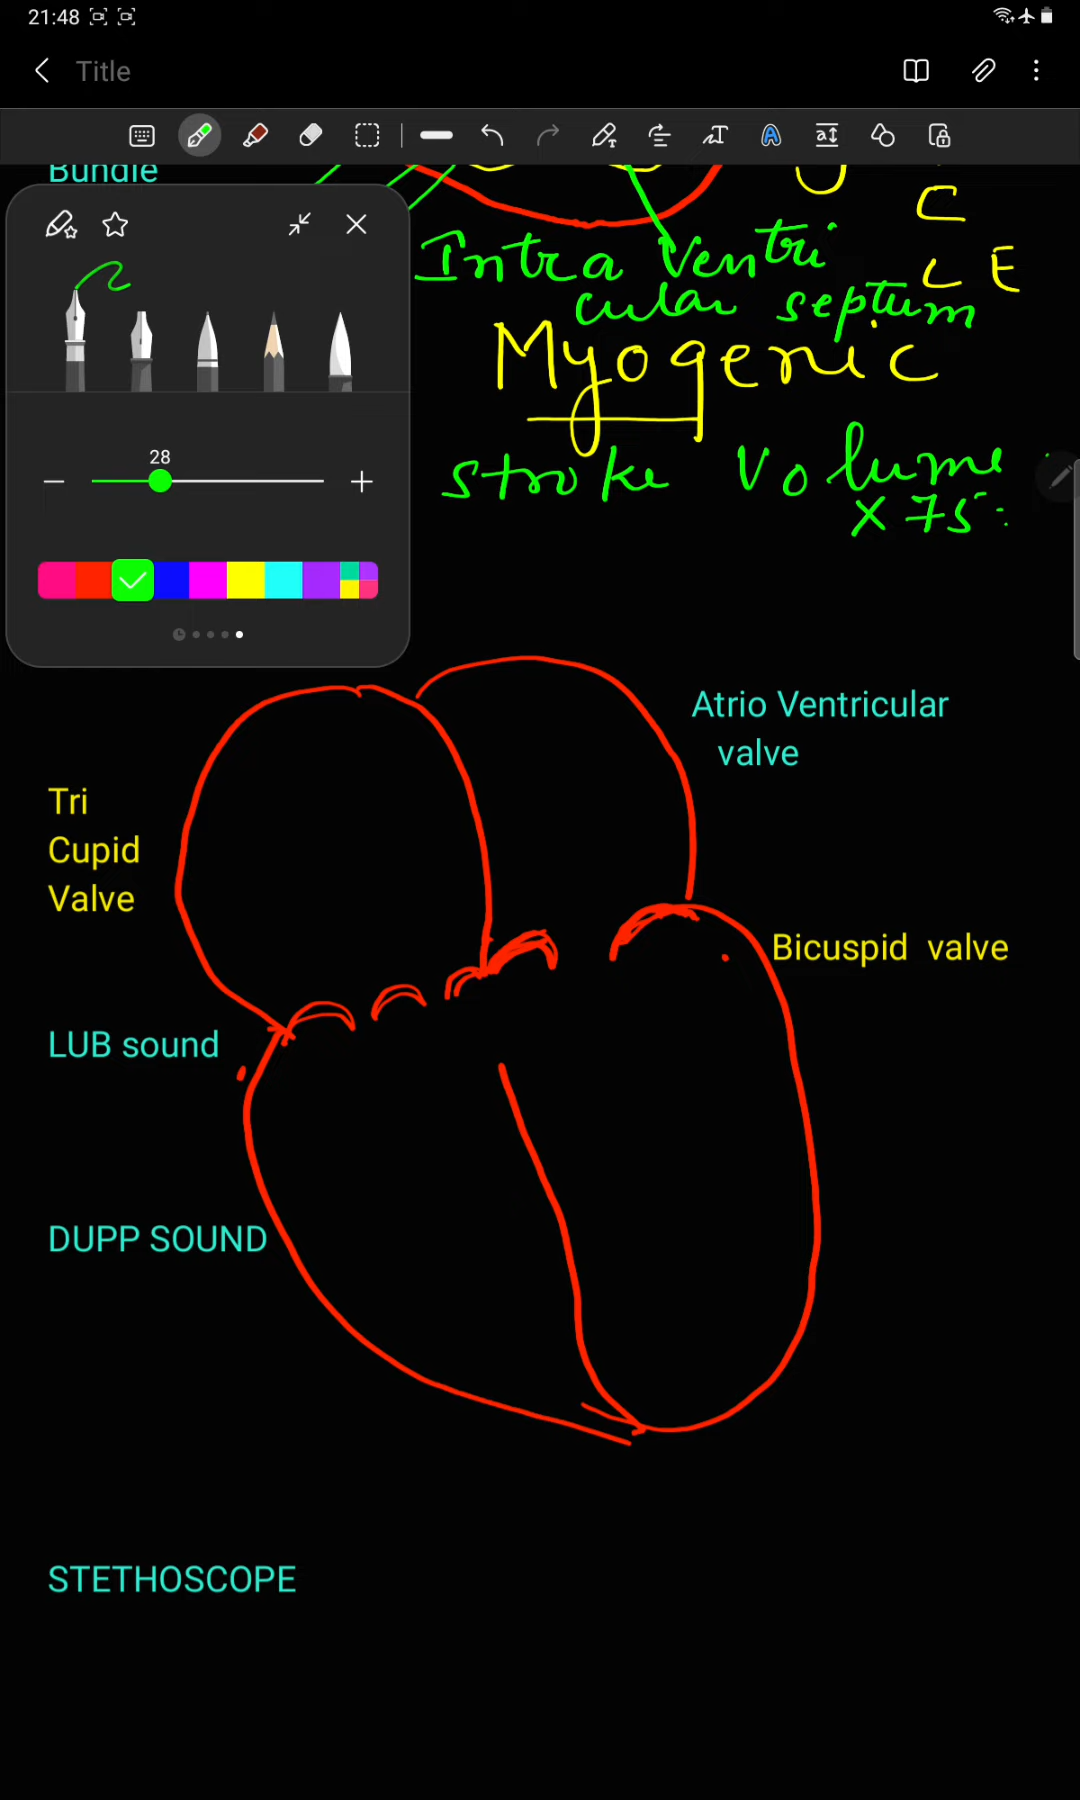 21:48
Title
Bundle
C
L E
Intra Ventri
cular septum
Myogenic
28
stroke Volume
X 75
Atrio Ventricular
valve
Tri
Cupid
Valve
Bicuspid valve
LUB sound
DUPP SOUND
STETHOSCOPE